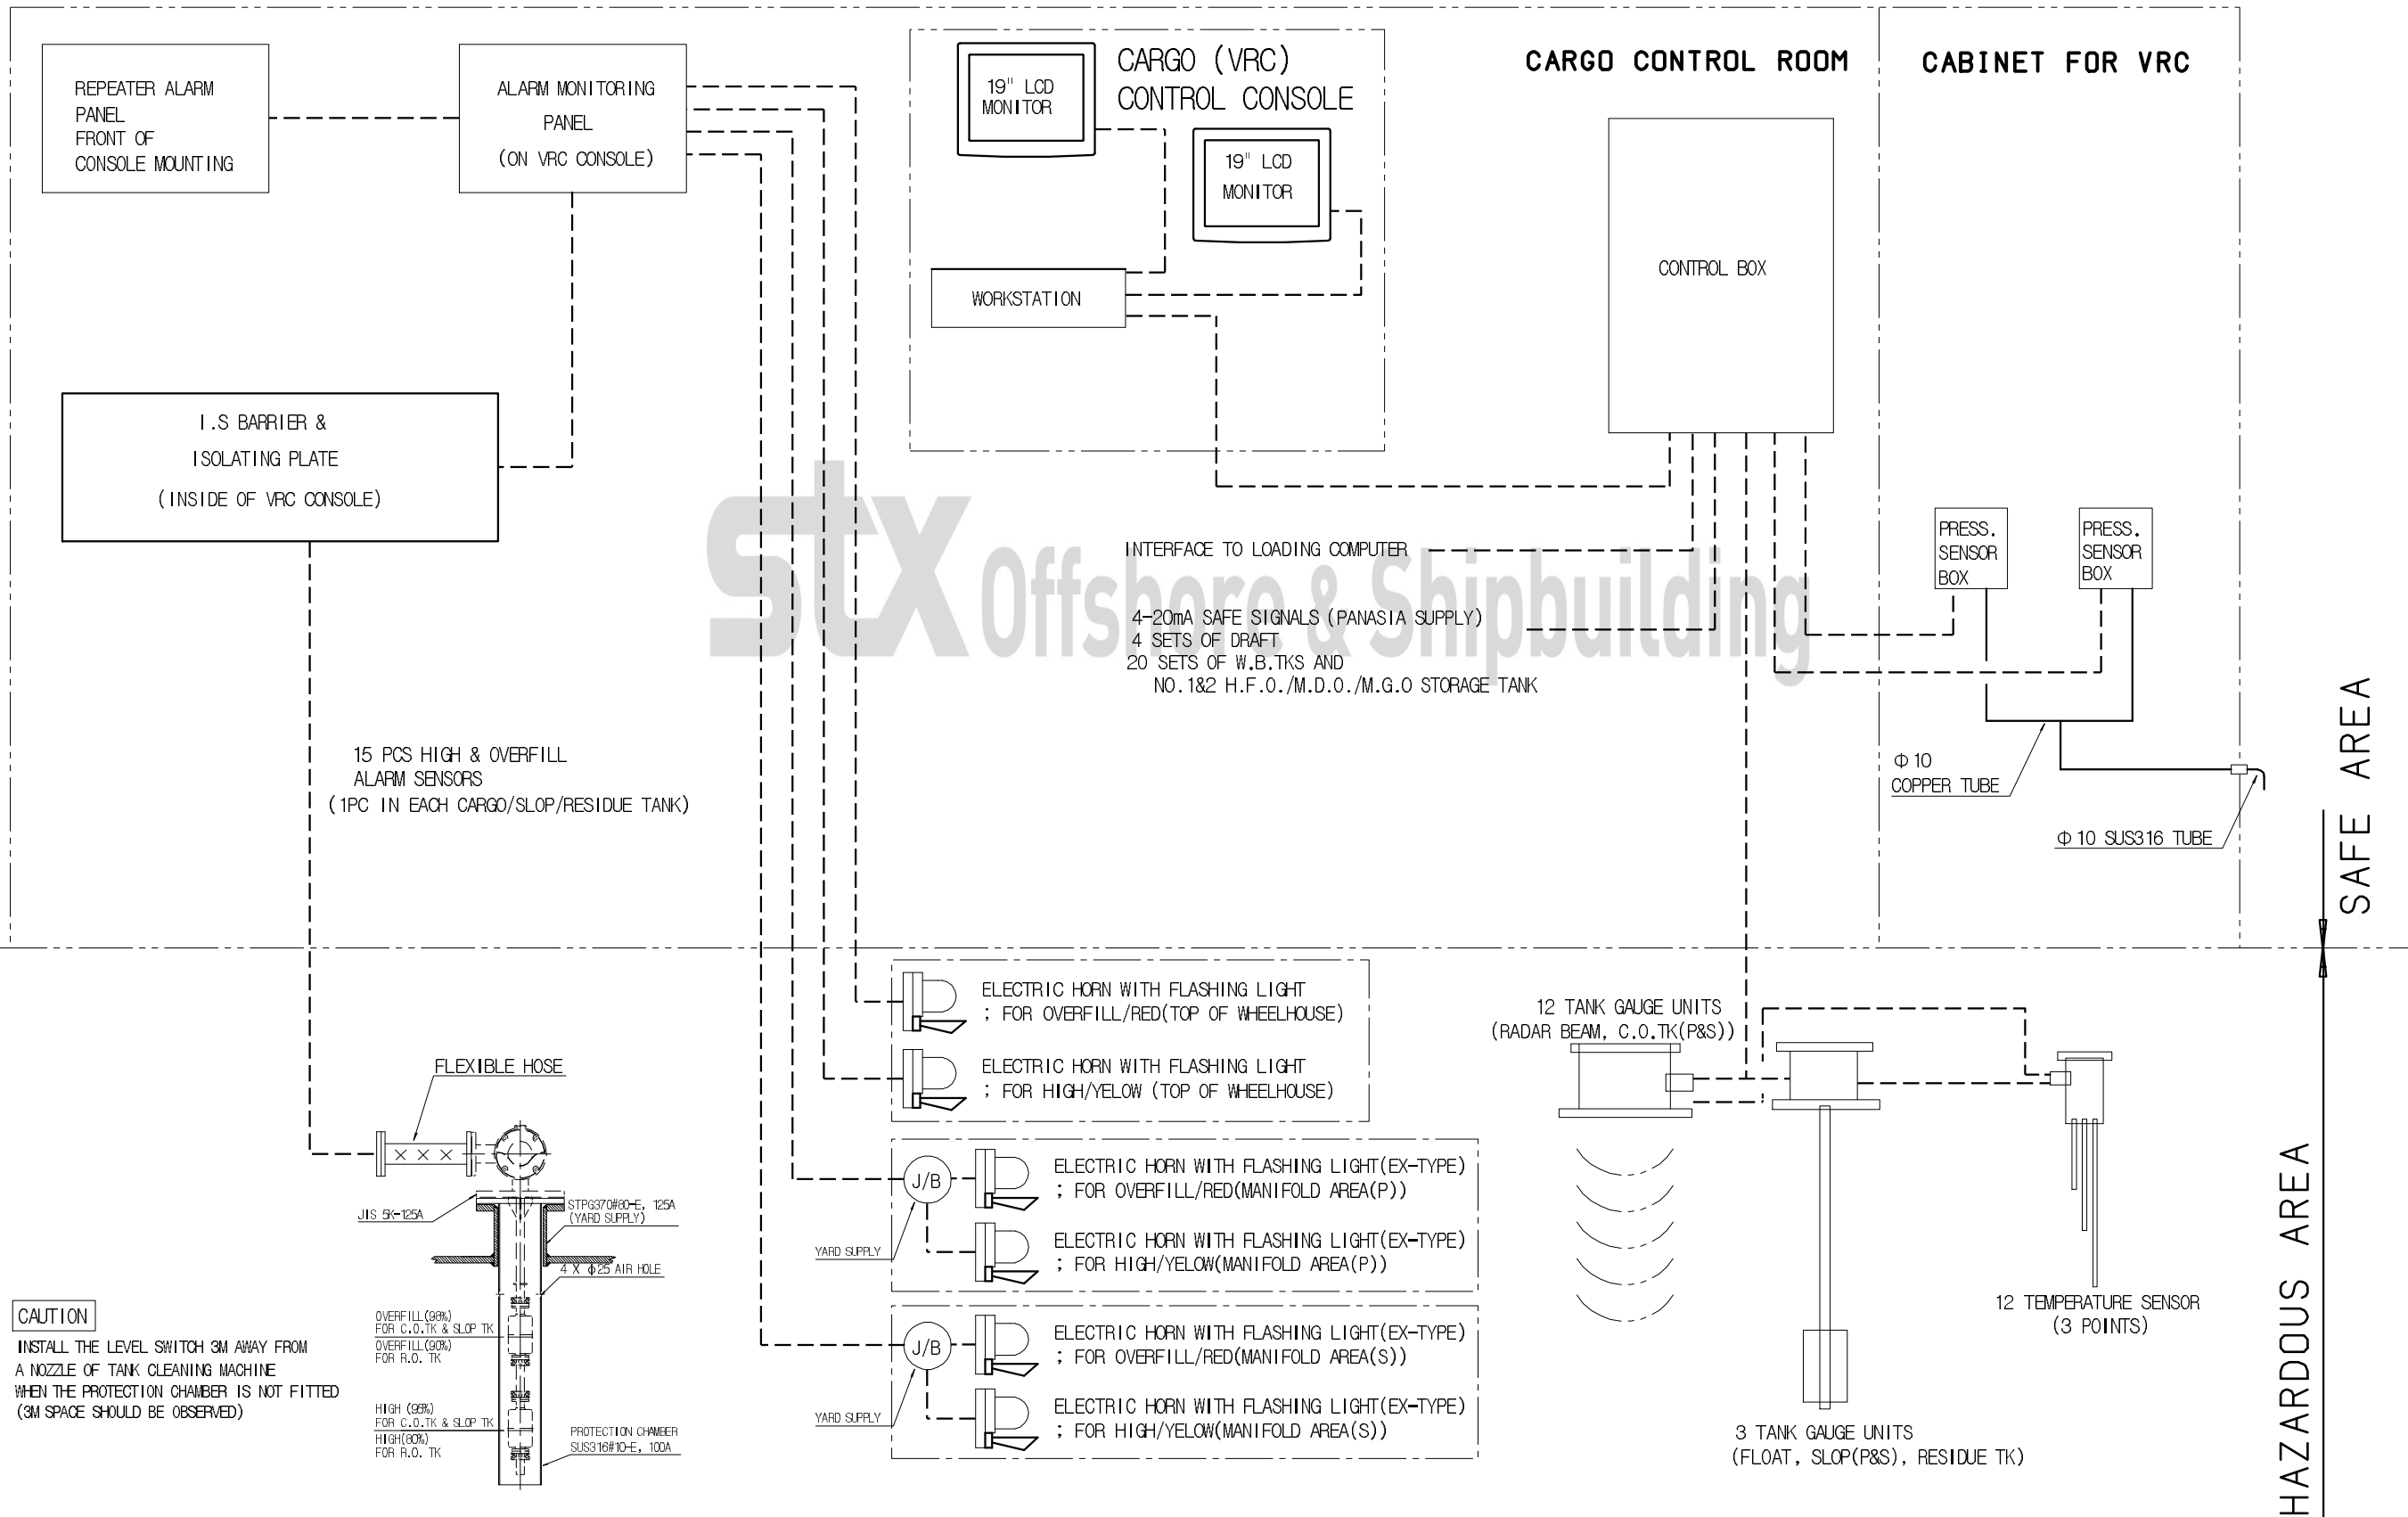 REPEATER ALARM
PANEL
FRONT OF
CONSOLE MOUNTING
ALARM MONITORING
PANEL
(ON VRC CONSOLE)
19" LCD
MONITOR
CARGO (VRC)
CONTROL CONSOLE
19" LCD
MONITOR
WORKSTATION
CARGO CONTROL ROOM
CABINET FOR VRC
CONTROL BOX
I.S BARRIER &
ISOLATING PLATE
(INSIDE OF VRC CONSOLE)
stx Offshore & Shipbuilding
INTERFACE TO LOADING COMPUTER
4-20mA SAFE SIGNALS (PANASIA SUPPLY)
4 SETS OF DRAFT
20 SETS OF W.B.TKS AND
NO.1&2 H.F.O./M.D.O./M.G.O STORAGE TANK
PRESS.
SENSOR
BOX
PRESS.
SENSOR
BOX
Φ10
COPPER TUBE
Φ10 SUS316 TUBE
SAFE AREA
15 PCS HIGH & OVERFILL
ALARM SENSORS
(1PC IN EACH CARGO/SLOP/RESIDUE TANK)
ELECTRIC HORN WITH FLASHING LIGHT
; FOR OVERFILL/RED(TOP OF WHEELHOUSE)
ELECTRIC HORN WITH FLASHING LIGHT
; FOR HIGH/YELOW (TOP OF WHEELHOUSE)
J/B
ELECTRIC HORN WITH FLASHING LIGHT(EX-TYPE)
; FOR OVERFILL/RED(MANIFOLD AREA(P))
YARD SUPPLY
ELECTRIC HORN WITH FLASHING LIGHT(EX-TYPE)
; FOR HIGH/YELOW(MANIFOLD AREA(P))
J/B
ELECTRIC HORN WITH FLASHING LIGHT(EX-TYPE)
; FOR OVERFILL/RED(MANIFOLD AREA(S))
YARD SUPPLY
ELECTRIC HORN WITH FLASHING LIGHT(EX-TYPE)
; FOR HIGH/YELOW(MANIFOLD AREA(S))
12 TANK GAUGE UNITS
(RADAR BEAM, C.O.TK(P&S))
12 TEMPERATURE SENSOR
(3 POINTS)
3 TANK GAUGE UNITS
(FLOAT, SLOP(P&S), RESIDUE TK)
HAZARDOUS AREA
FLEXIBLE HOSE
JIS 5K-125A
STPG370#80-E, 125A
(YARD SUPPLY)
4 X φ25 AIR HOLE
OVERFILL(98%)
FOR C.O.TK & SLOP TK
OVERFILL(90%)
FOR R.O. TK
HIGH (96%)
FOR C.O.TK & SLOP TK
HIGH(80%)
FOR R.O. TK
PROTECTION CHAMBER
SUS316#10-E, 100A
CAUTION
INSTALL THE LEVEL SWITCH 3M AWAY FROM
A NOZZLE OF TANK CLEANING MACHINE
WHEN THE PROTECTION CHAMBER IS NOT FITTED
(3M SPACE SHOULD BE OBSERVED)